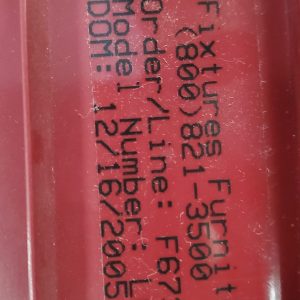 Fixtures Furnit
(800)821-3500
Order/Line: F67
Model Number: L
DOM: 12/16/2005